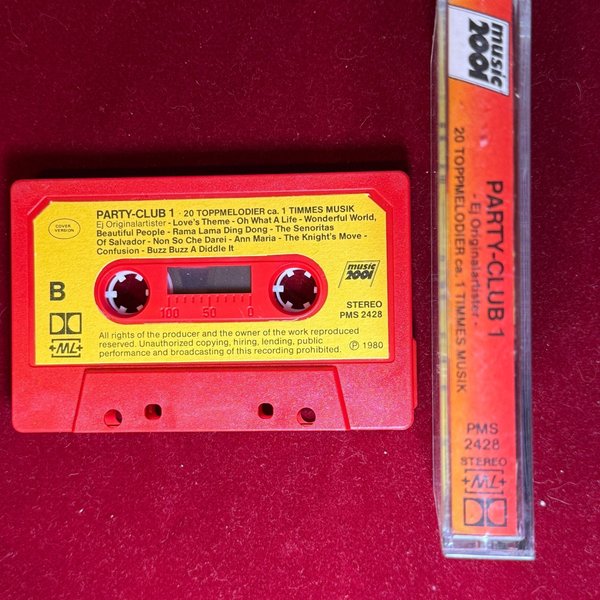 COVER
VERSION
PARTY-CLUB 1 - 20 TOPPMELODIER ca. 1 TIMMES MUSIK
Ej Originalartister - Love's Theme - Oh What A Life - Wonderful World,
Beautiful People - Rama Lama Ding Dong - The Senoritas
Of Salvador - Non So Che Darei - Ann Maria - The Knight's Move -
Confusion - Buzz Buzz A Diddle It
B
music
2001
100 50 0
STEREO
PMS 2428
All rights of the producer and the owner of the work reproduced
reserved. Unauthorized copying, hiring, lending, public
performance and broadcasting of this recording prohibited.
℗ 1980
music
2001
PARTY-CLUB 1
- Ej Originalartister -
20 TOPPMELODIER ca. 1 TIMMES MUSIK
PMS
2428
STEREO